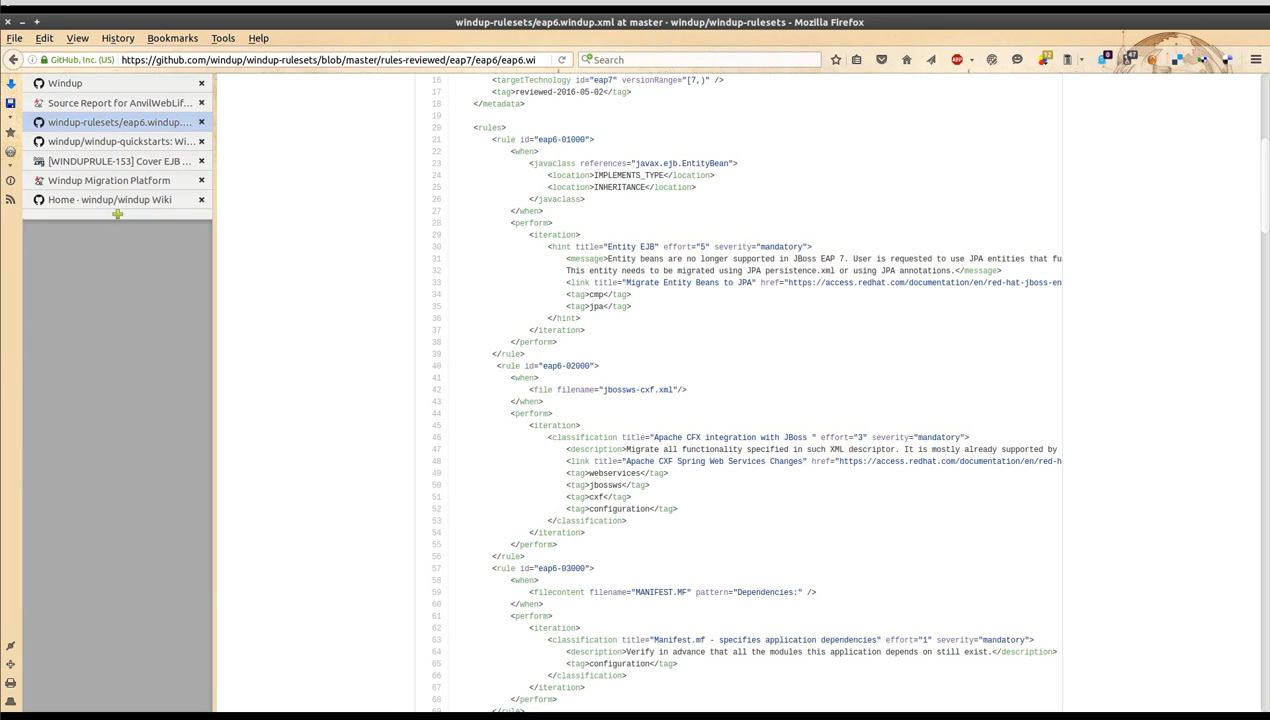 windup-rulesets/eap6.windup.xml at master · windup/windup-rulesets - Mozilla Firefox
File Edit View History Bookmarks Tools Help
GitHub, Inc. (US) https://github.com/windup/windup-rulesets/blob/master/rules-reviewed/eap7/eap6/eap6.wi Search
Windup
Source Report for AnvilWebLif...
windup-rulesets/eap6.windup....
windup/windup-quickstarts: Wi...
[WINDUPRULE-153] Cover EJB ...
Windup Migration Platform
Home · windup/windup Wiki
16 <targetTechnology id="eap7" versionRange="[7,)" />
17 <tag>reviewed-2016-05-02</tag>
18 </metadata>
19
20 <rules>
21 <rule id="eap6-01000">
22 <when>
23 <javaclass references="javax.ejb.EntityBean">
24 <location>IMPLEMENTS_TYPE</location>
25 <location>INHERITANCE</location>
26 </javaclass>
27 </when>
28 <perform>
29 <iteration>
30 <hint title="Entity EJB" effort="5" severity="mandatory">
31 <message>Entity beans are no longer supported in JBoss EAP 7. User is requested to use JPA entities that fu
32 This entity needs to be migrated using JPA persistence.xml or using JPA annotations.</message>
33 <link title="Migrate Entity Beans to JPA" href="https://access.redhat.com/documentation/en/red-hat-jboss-en
34 <tag>cmp</tag>
35 <tag>jpa</tag>
36 </hint>
37 </iteration>
38 </perform>
39 </rule>
40 <rule id="eap6-02000">
41 <when>
42 <file filename="jbossws-cxf.xml"/>
43 </when>
44 <perform>
45 <iteration>
46 <classification title="Apache CFX integration with JBoss " effort="3" severity="mandatory">
47 <description>Migrate all functionality specified in such XML descriptor. It is mostly already supported by
48 <link title="Apache CXF Spring Web Services Changes" href="https://access.redhat.com/documentation/en/red-h
49 <tag>webservices</tag>
50 <tag>jbossws</tag>
51 <tag>cxf</tag>
52 <tag>configuration</tag>
53 </classification>
54 </iteration>
55 </perform>
56 </rule>
57 <rule id="eap6-03000">
58 <when>
59 <filecontent filename="MANIFEST.MF" pattern="Dependencies:" />
60 </when>
61 <perform>
62 <iteration>
63 <classification title="Manifest.mf - specifies application dependencies" effort="1" severity="mandatory">
64 <description>Verify in advance that all the modules this application depends on still exist.</description>
65 <tag>configuration</tag>
66 </classification>
67 </iteration>
68 </perform>